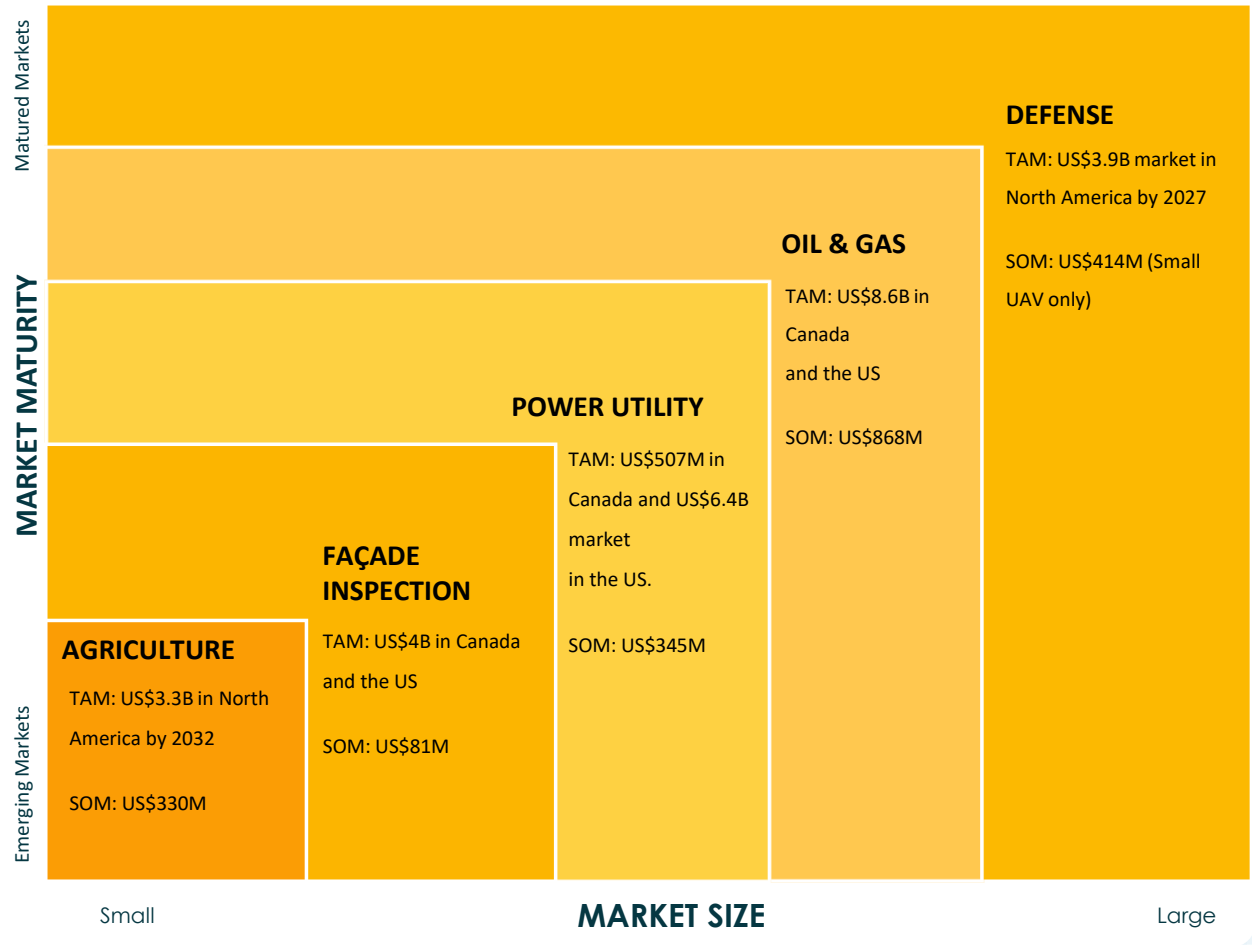 Matured Markets
MARKET MATURITY
Emerging Markets
DEFENSE
TAM: US$3.9B market in
North America by 2027
SOM: US$414M (Small
UAV only)
OIL & GAS
TAM: US$8.6B in
Canada
and the US
SOM: US$868M
POWER UTILITY
TAM: US$507M in
Canada and US$6.4B
market
in the US.
SOM: US$345M
FAÇADE
INSPECTION
TAM: US$4B in Canada
and the US
SOM: US$81M
AGRICULTURE
TAM: US$3.3B in North
America by 2032
SOM: US$330M
Small
MARKET SIZE
Large